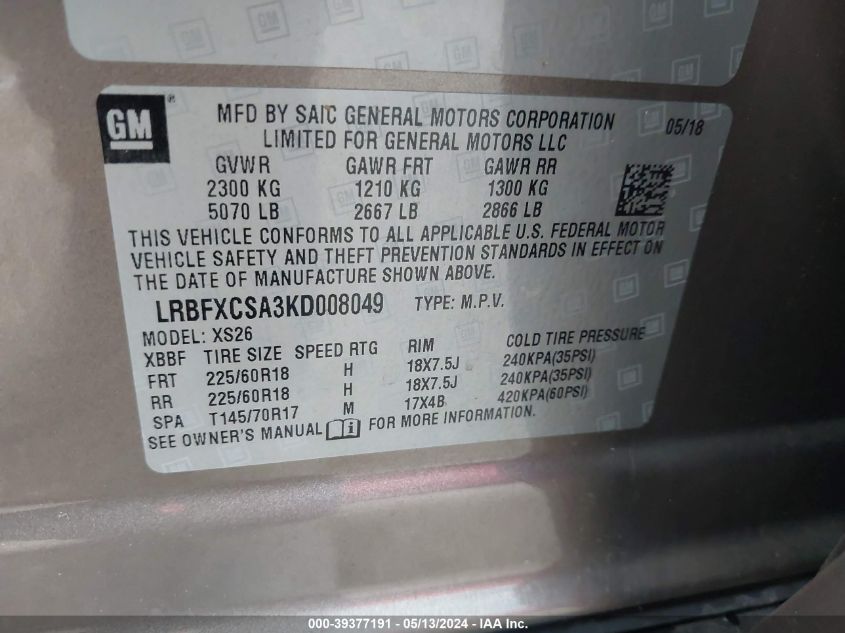 GM
MFD BY SAIC GENERAL MOTORS CORPORATION 05/18
LIMITED FOR GENERAL MOTORS LLC
GVWR GAWR FRT GAWR RR
2300 KG 1210 KG 1300 KG
5070 LB 2667 LB 2866 LB
THIS VEHICLE CONFORMS TO ALL APPLICABLE U.S. FEDERAL MOTOR
VEHICLE SAFETY AND THEFT PREVENTION STANDARDS IN EFFECT ON
THE DATE OF MANUFACTURE SHOWN ABOVE.
LRBFXCSA3KD008049 TYPE: M.P.V.
MODEL: XS26
XBBF TIRE SIZE SPEED RTG RIM COLD TIRE PRESSURE
FRT 225/60R18 H 18X7.5J 240KPA(35PSI)
RR 225/60R18 H 18X7.5J 240KPA(35PSI)
SPA T145/70R17 M 17X4B 420KPA(60PSI)
SEE OWNER'S MANUAL FOR MORE INFORMATION.
000-39377191 - 05/13/2024 - IAA Inc.